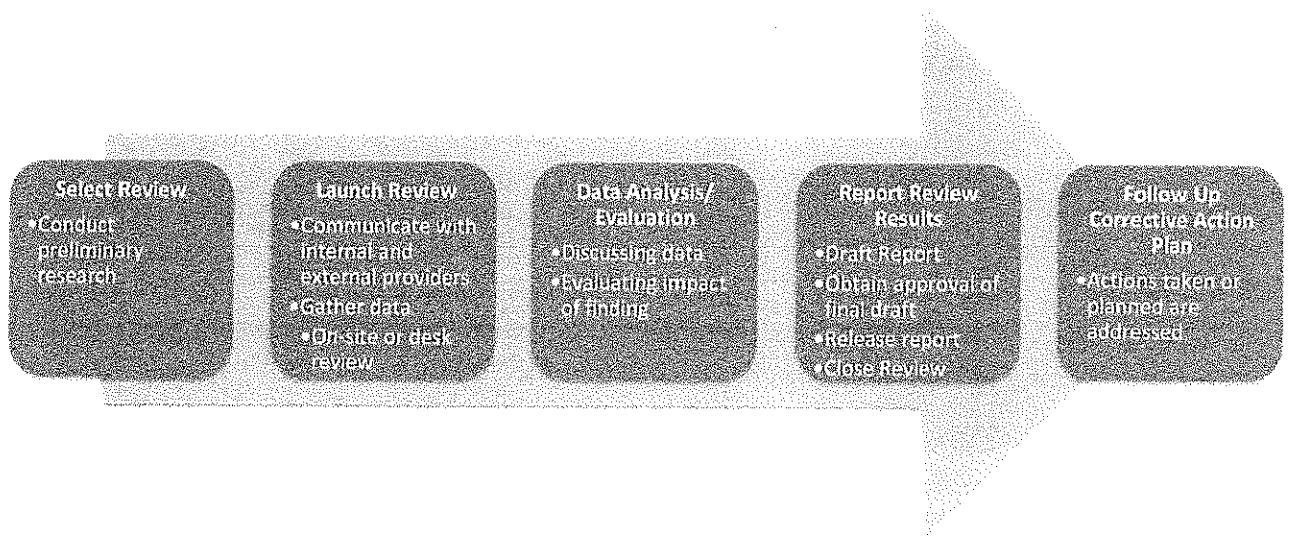 Select Review
•Conduct
preliminary
research
Launch Review
•Communicate with
internal and
external providers
•Gather data
•On-site or desk
review
Data Analysis/
Evaluation
•Discussing data
•Evaluating impact
of finding
Report Review
Results
•Draft Report
•Obtain approval of
final draft
•Release report
•Close Review
Follow Up
Corrective Action
Plan
•Actions taken or
planned are
addressed